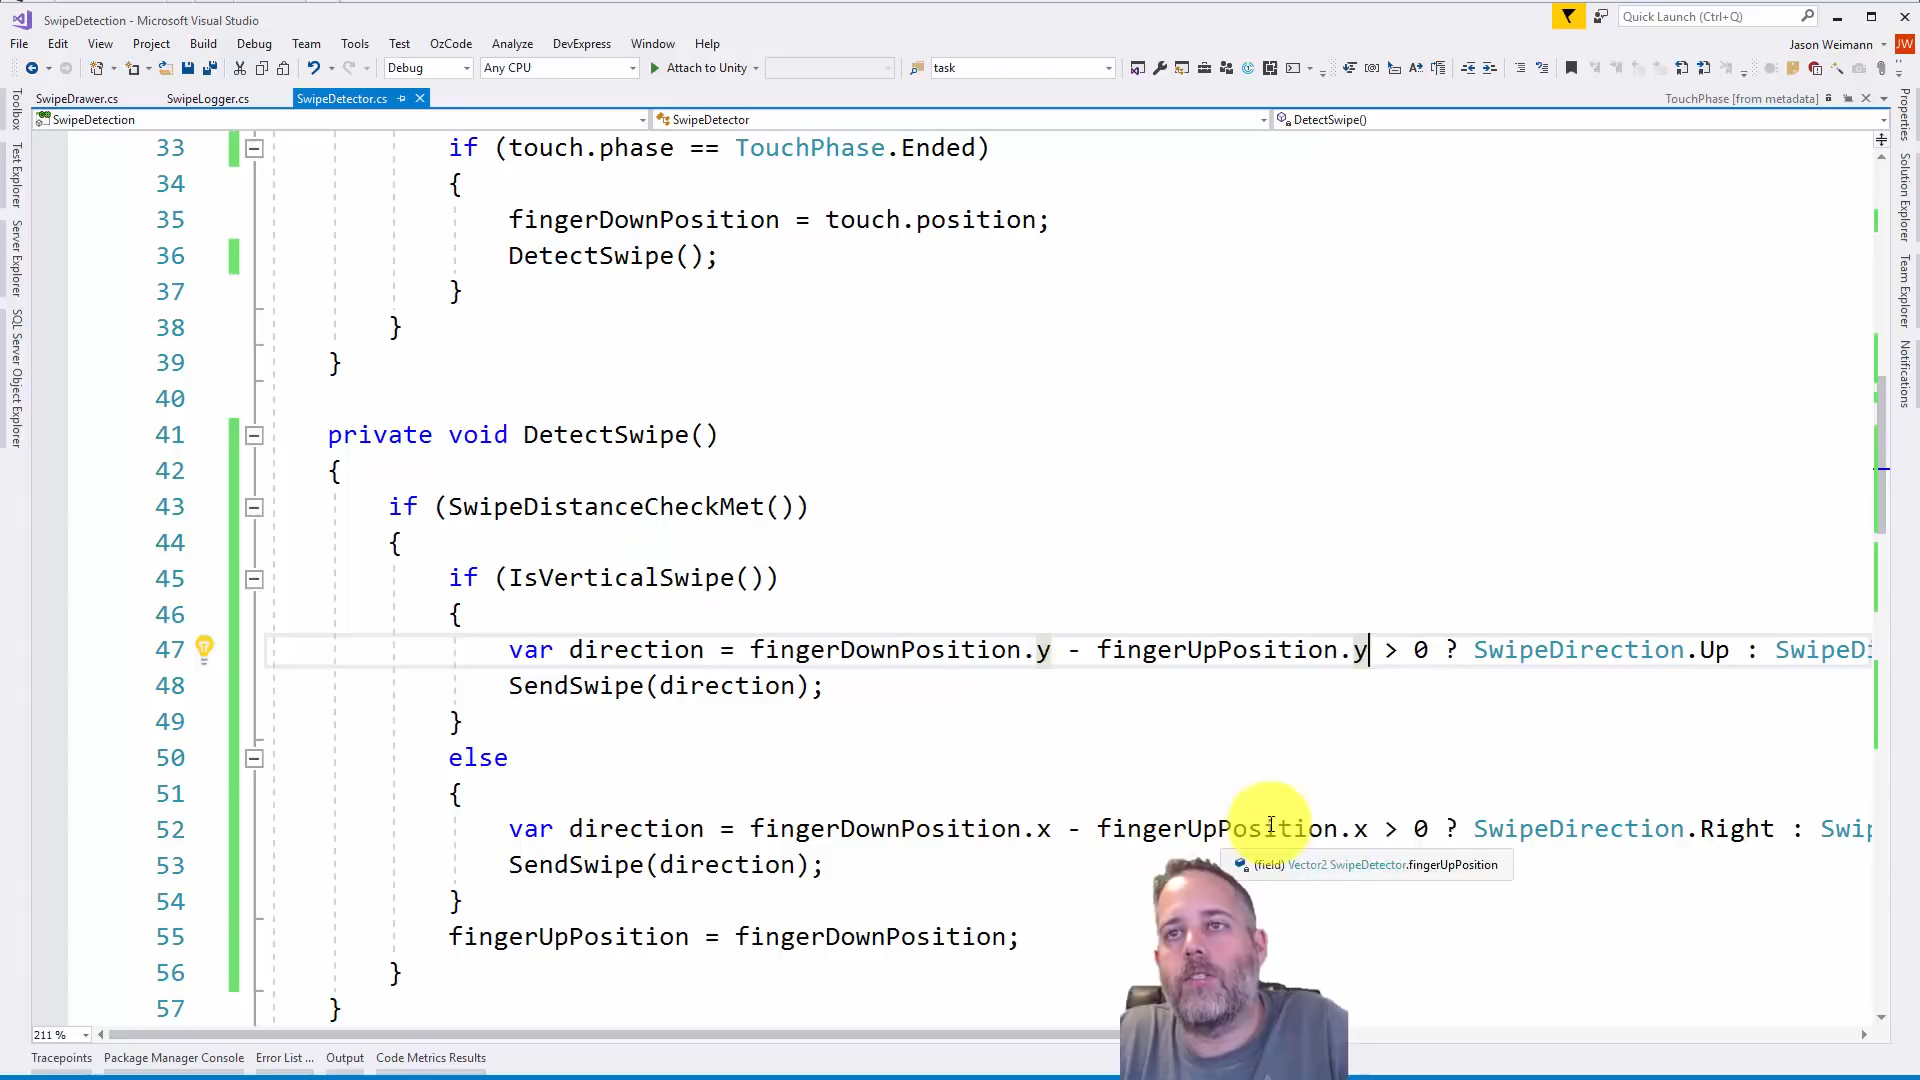 SwipeDetection - Microsoft Visual Studio
Quick Launch (Ctrl+Q)
File Edit View Project Build Debug Team Tools Test OzCode Analyze DevExpress Window Help
Jason Weimann JW
Debug Any CPU Attach to Unity task
SwipeDrawer.cs SwipeLogger.cs SwipeDetector.cs TouchPhase [from metadata]
SwipeDetection SwipeDetector DetectSwipe()
Toolbox
Test Explorer
Server Explorer
SQL Server Object Explorer
33 if (touch.phase == TouchPhase.Ended)
34 {
35 fingerDownPosition = touch.position;
36 DetectSwipe();
37 }
38 }
39 }
40
41 private void DetectSwipe()
42 {
43 if (SwipeDistanceCheckMet())
44 {
45 if (IsVerticalSwipe())
46 {
47 var direction = fingerDownPosition.y - fingerUpPosition.y > 0 ? SwipeDirection.Up : SwipeDi
48 SendSwipe(direction);
49 }
50 else
51 {
52 var direction = fingerDownPosition.x - fingerUpPosition.x > 0 ? SwipeDirection.Right : Swip
53 SendSwipe(direction);
(field) Vector2 SwipeDetector.fingerUpPosition
54 }
55 fingerUpPosition = fingerDownPosition;
56 }
57 }
Properties
Solution Explorer
Team Explorer
Notifications
211 %
Tracepoints Package Manager Console Error List ... Output Code Metrics Results